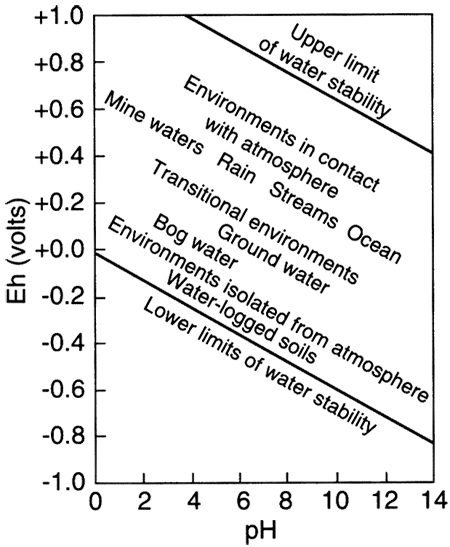 +1.0
+0.8
+0.6
+0.4
+0.2
+0.0
-0.2
-0.4
-0.6
-0.8
-1.0
Eh (volts)
Upper limit
of water stability
Environments in contact
with atmosphere
Mine waters Rain Streams Ocean
Transitional environments
Bog water Ground water
Environments isolated from atmosphere
Water-logged soils
Lower limits of water stability
0 2 4 6 8 10 12 14
pH